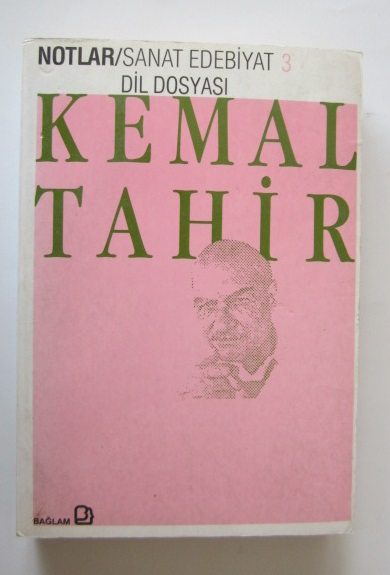 NOTLAR/SANAT EDEBİYAT 3
DİL DOSYASI
KEMAL
TAHİR
BAĞLAM